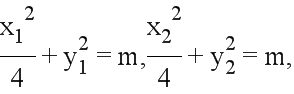 x₁²/4 + y₁² = m, x₂²/4 + y₂² = m,